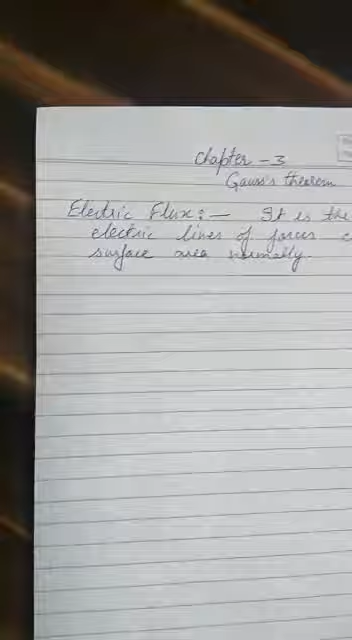 Chapter - 3
Gauss's theorem
Electric Flux :- It is the
electric lines of forces
surface area normally.